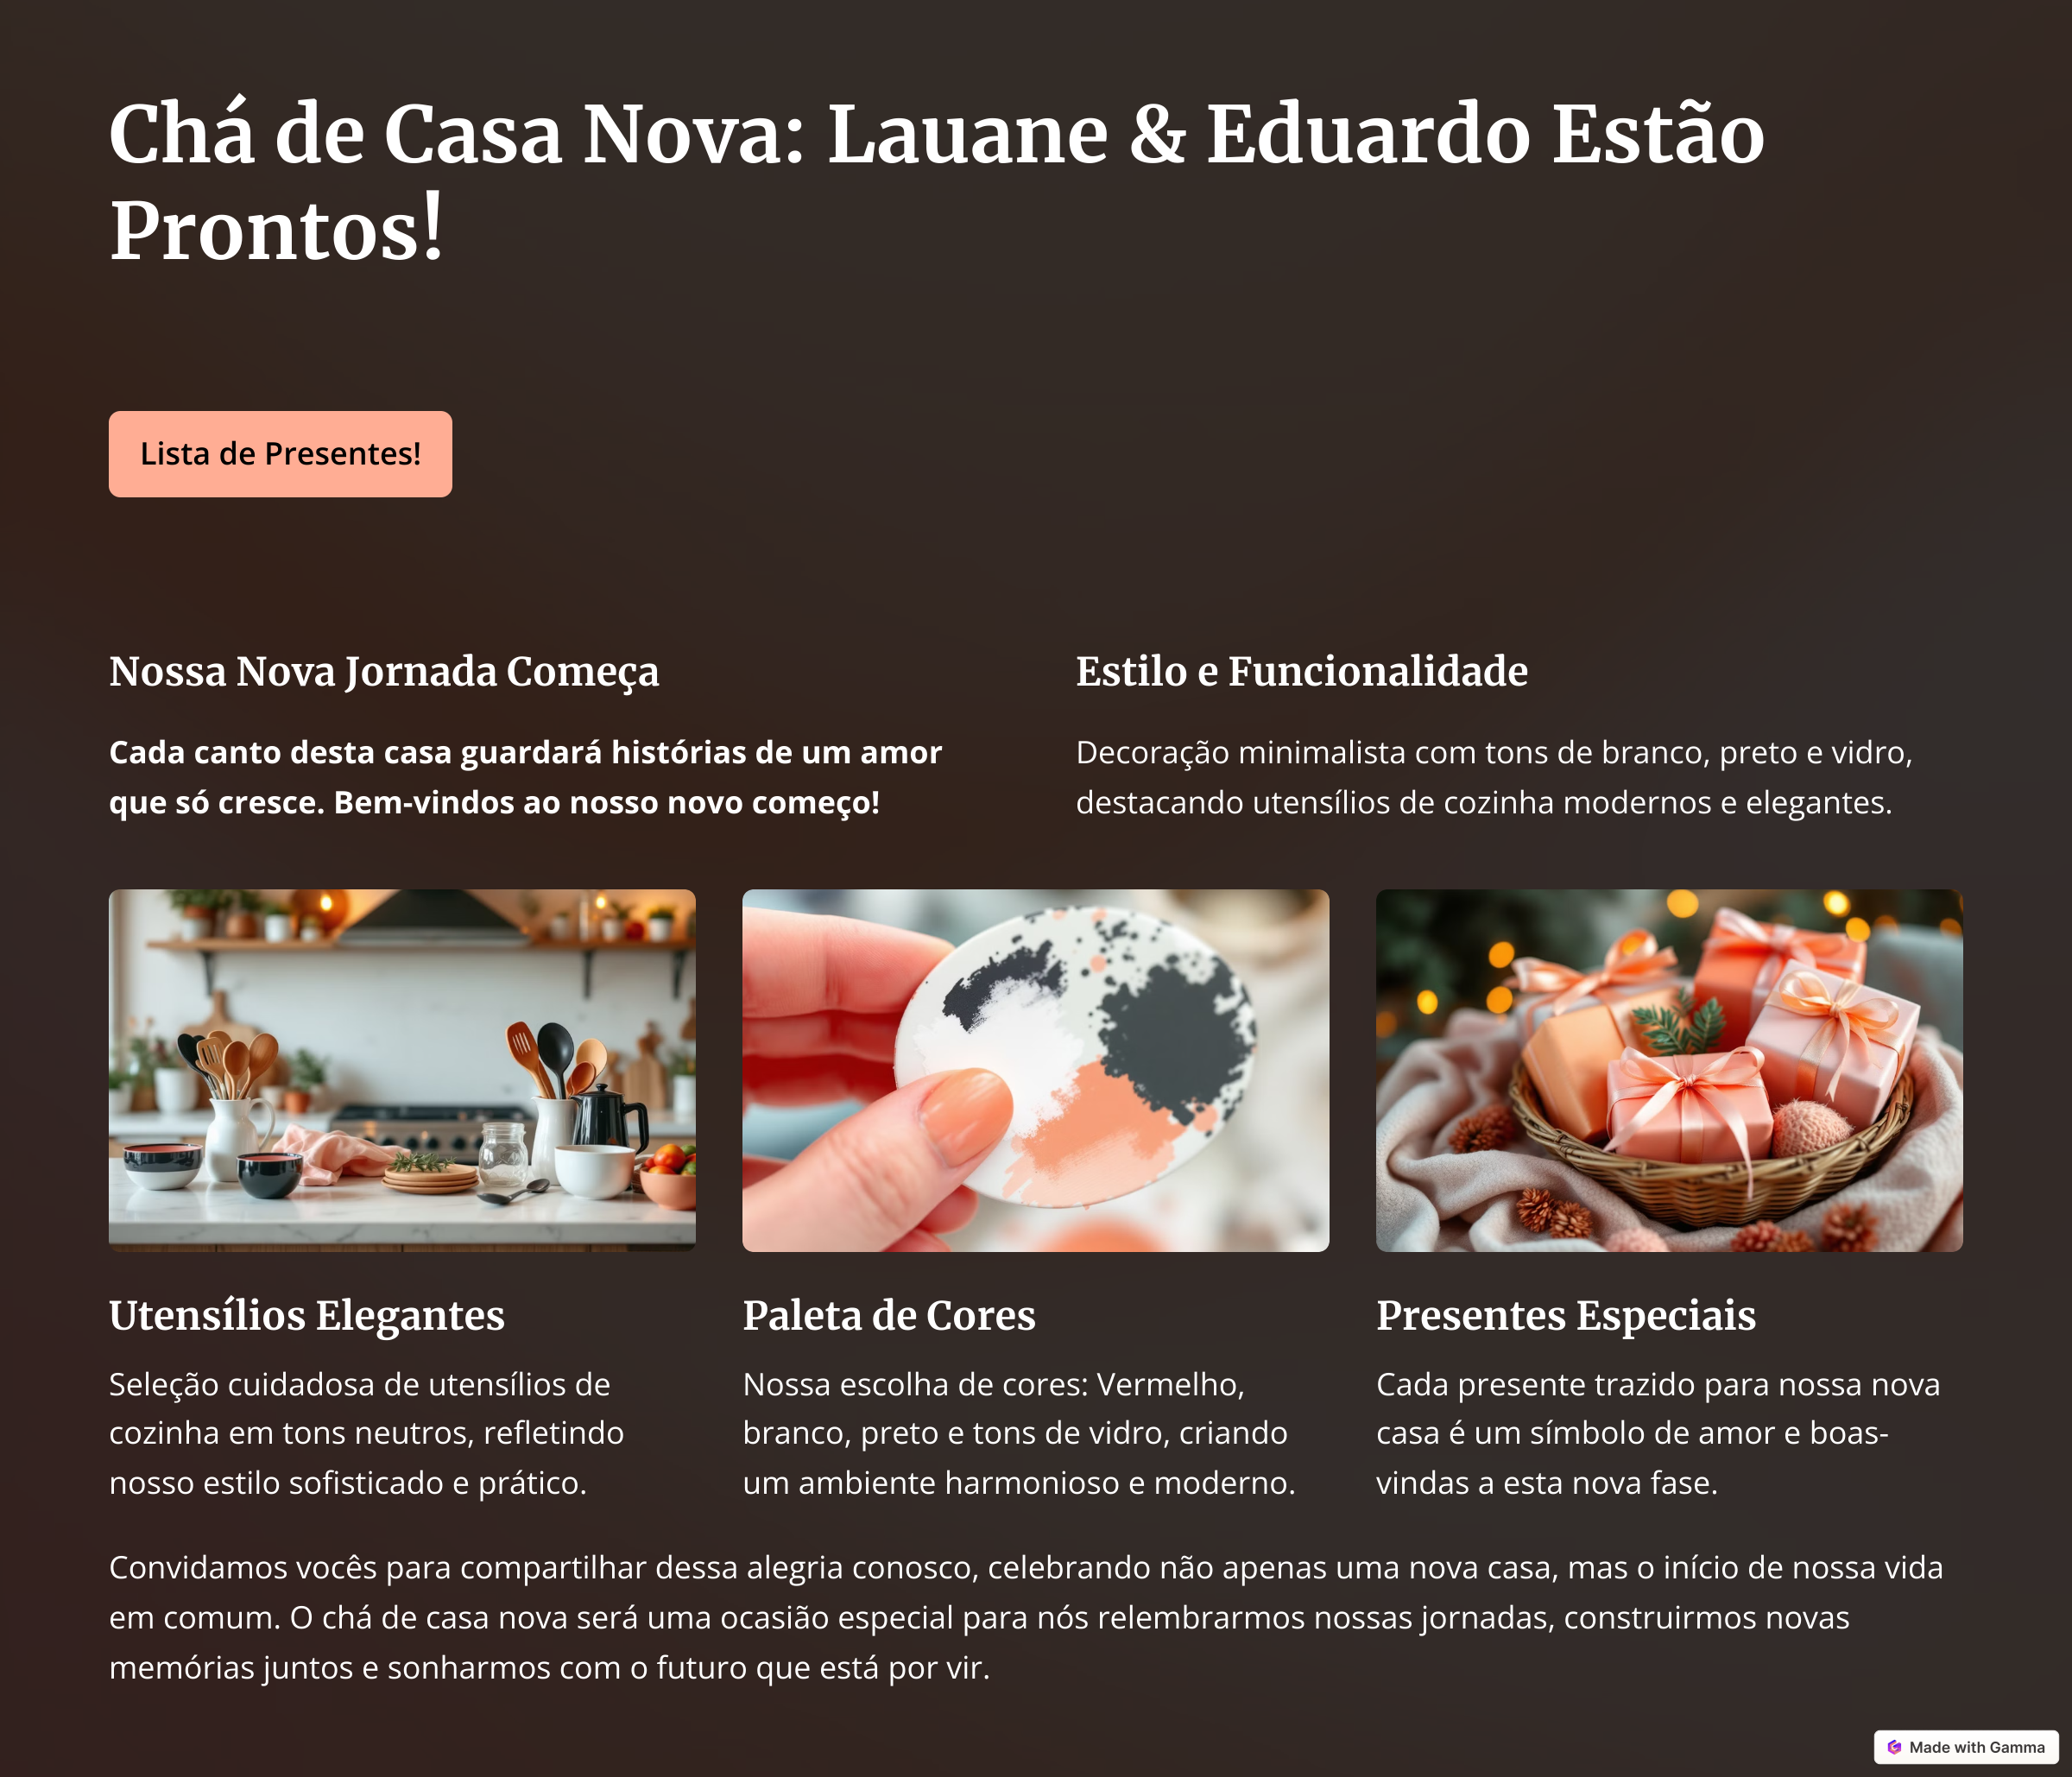 Chá de Casa Nova: Lauane & Eduardo Estão
Prontos!
Lista de Presentes!
Nossa Nova Jornada Começa
Cada canto desta casa guardará histórias de um amor
que só cresce. Bem-vindos ao nosso novo começo!
Estilo e Funcionalidade
Decoração minimalista com tons de branco, preto e vidro,
destacando utensílios de cozinha modernos e elegantes.
Utensílios Elegantes
Seleção cuidadosa de utensílios de
cozinha em tons neutros, refletindo
nosso estilo sofisticado e prático.
Paleta de Cores
Nossa escolha de cores: Vermelho,
branco, preto e tons de vidro, criando
um ambiente harmonioso e moderno.
Presentes Especiais
Cada presente trazido para nossa nova
casa é um símbolo de amor e boas-
vindas a esta nova fase.
Convidamos vocês para compartilhar dessa alegria conosco, celebrando não apenas uma nova casa, mas o início de nossa vida
em comum. O chá de casa nova será uma ocasião especial para nós relembrarmos nossas jornadas, construirmos novas
memórias juntos e sonharmos com o futuro que está por vir.
Made with Gamma